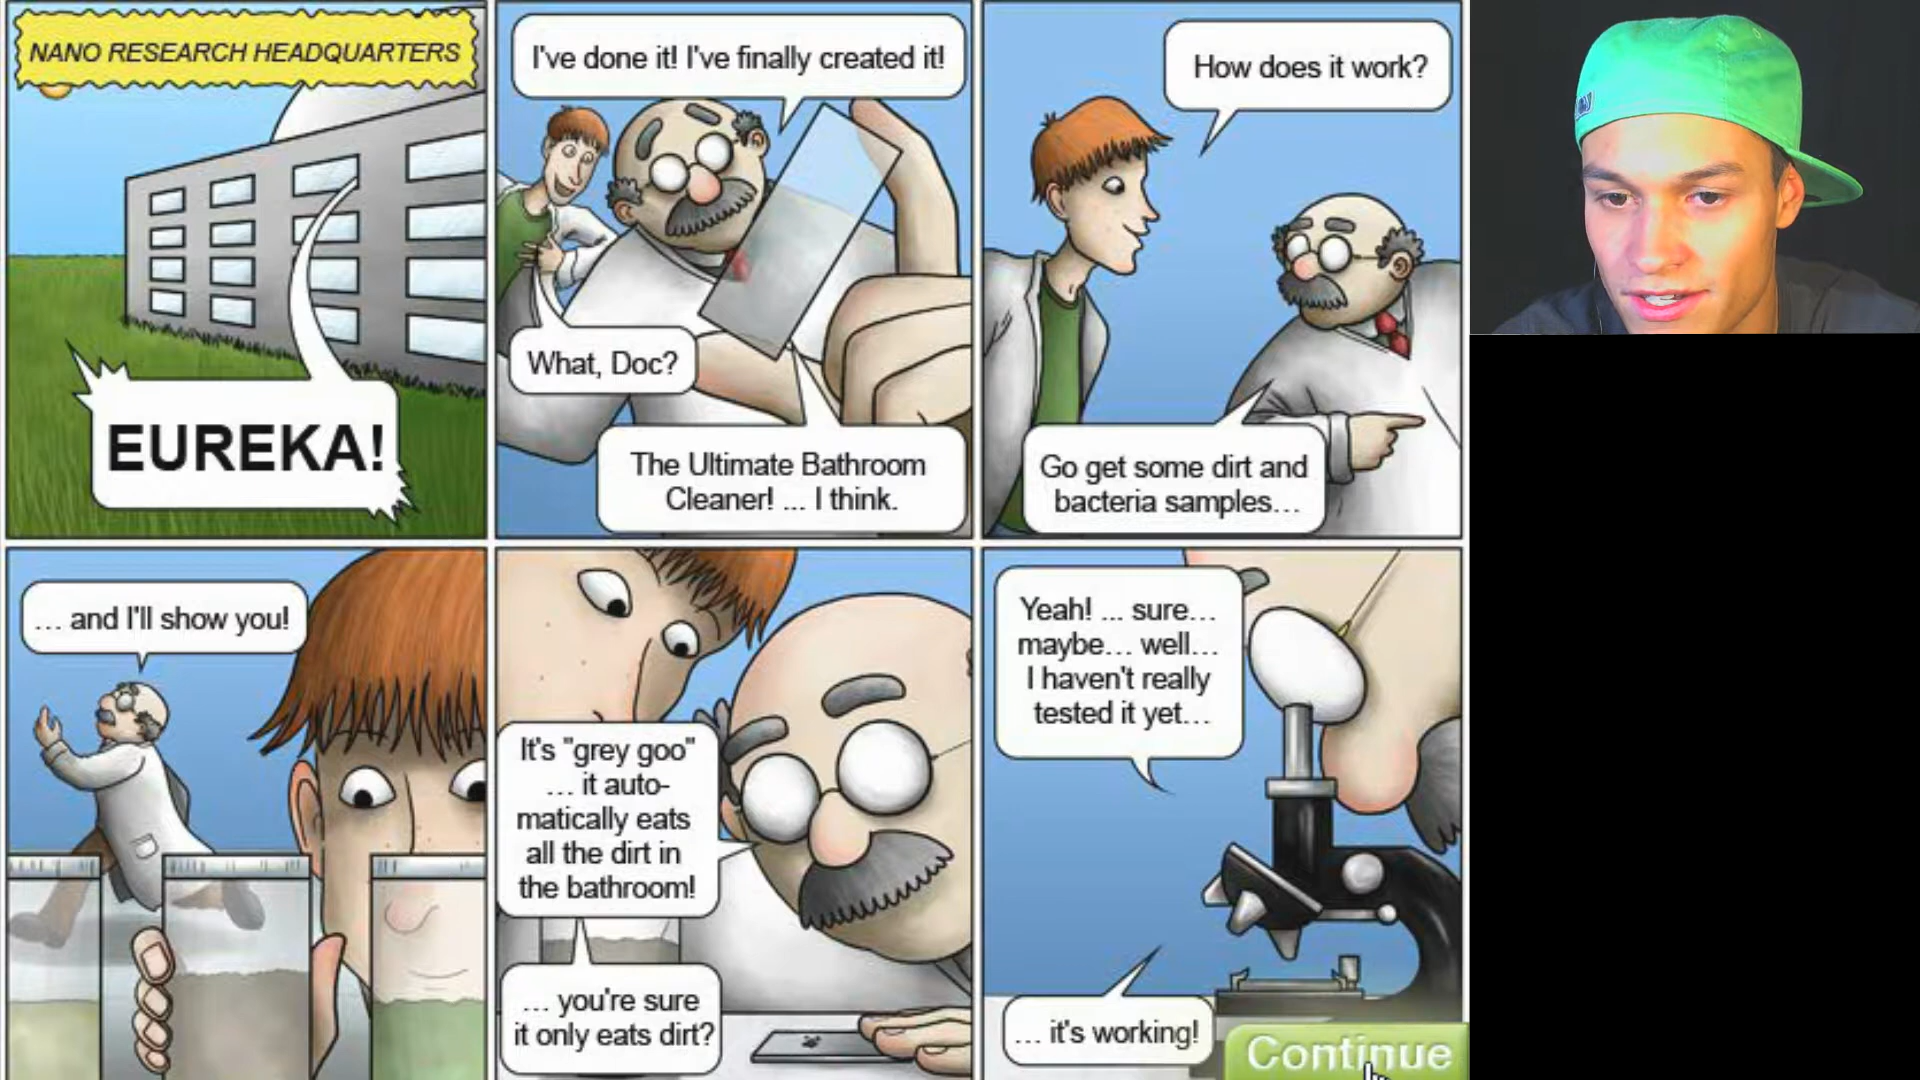 NANO RESEARCH HEADQUARTERS
EUREKA!
I've done it! I've finally created it!
What, Doc?
The Ultimate Bathroom
Cleaner! ... I think.
How does it work?
Go get some dirt and
bacteria samples...
... and I'll show you!
It's "grey goo"
... it auto-
matically eats
all the dirt in
the bathroom!
... you're sure
it only eats dirt?
Yeah! ... sure...
maybe... well...
I haven't really
tested it yet...
... it's working!
Continue